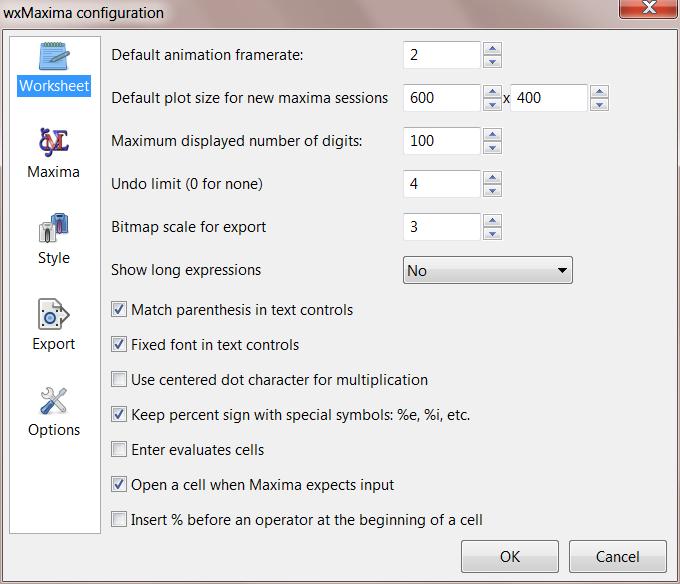 wxMaxima configuration
Worksheet
Maxima
Style
Export
Options
Default animation framerate: 2
Default plot size for new maxima sessions 600 x 400
Maximum displayed number of digits: 100
Undo limit (0 for none) 4
Bitmap scale for export 3
Show long expressions No
Match parenthesis in text controls
Fixed font in text controls
Use centered dot character for multiplication
Keep percent sign with special symbols: %e, %i, etc.
Enter evaluates cells
Open a cell when Maxima expects input
Insert % before an operator at the beginning of a cell
OK Cancel